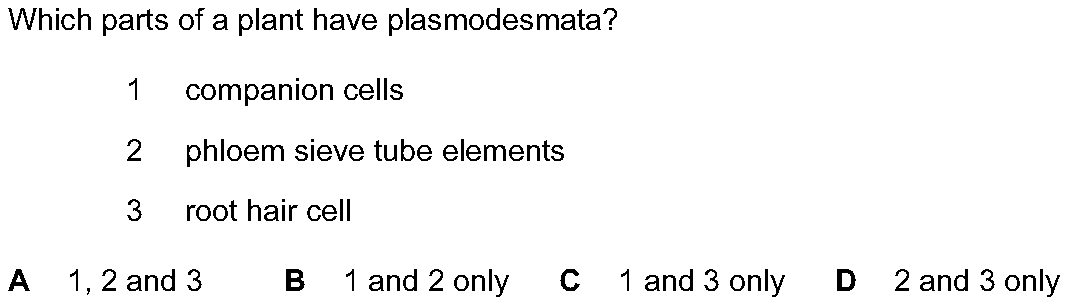 Which parts of a plant have plasmodesmata?
1 companion cells
2 phloem sieve tube elements
3 root hair cell
A 1, 2 and 3 B 1 and 2 only C 1 and 3 only D 2 and 3 only